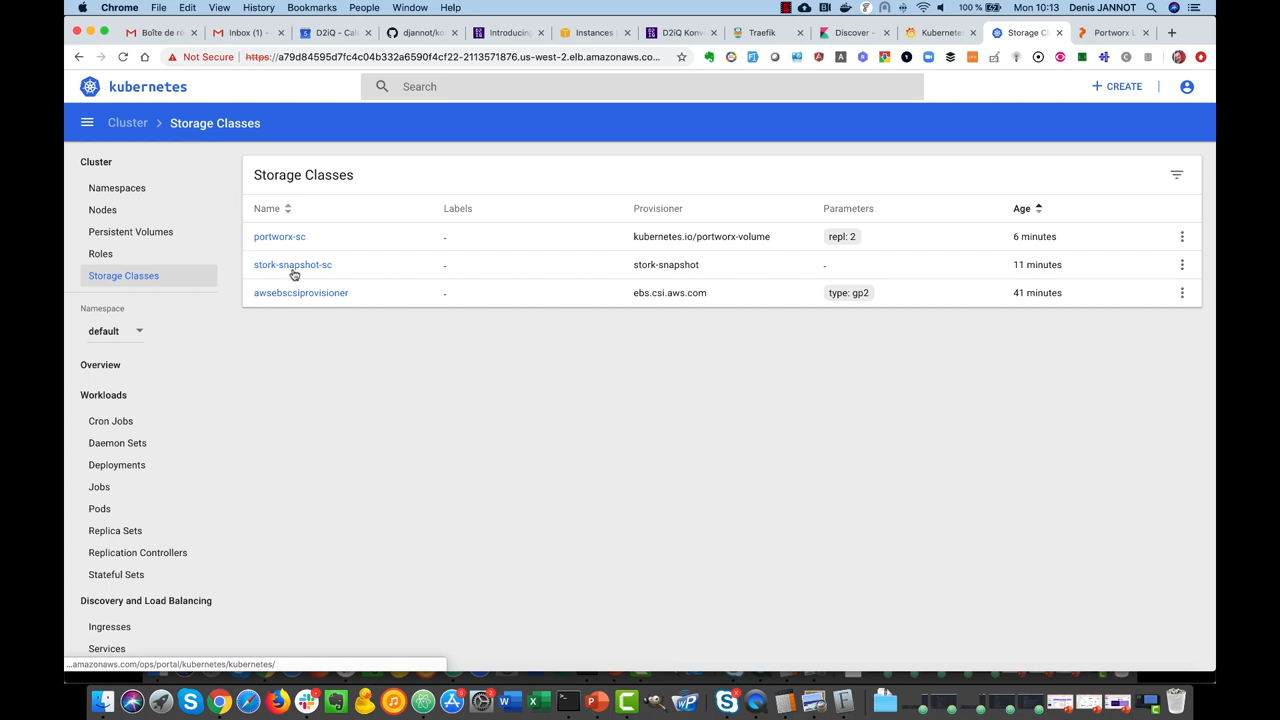 Chrome File Edit View History Bookmarks People Window Help 100 % Mon 10:13 Denis JANNOT
Boîte de ré Inbox (1) - D2iQ - Cal djannot/ko Introducing Instances D2iQ Konv Traefik Discover - Kubernete Storage Cl Portworx L
Not Secure https://a79d84595d7fc4c04b332a6590f4cf22-2113571876.us-west-2.elb.amazonaws.co...
kubernetes Search + CREATE
Cluster > Storage Classes
Cluster
Namespaces
Nodes
Persistent Volumes
Roles
Storage Classes
Namespace
default
Overview
Workloads
Cron Jobs
Daemon Sets
Deployments
Jobs
Pods
Replica Sets
Replication Controllers
Stateful Sets
Discovery and Load Balancing
Ingresses
Services
Storage Classes
Name Labels Provisioner Parameters Age
portworx-sc - kubernetes.io/portworx-volume repl: 2 6 minutes
stork-snapshot-sc - stork-snapshot - 11 minutes
awsebscsiprovisioner - ebs.csi.aws.com type: gp2 41 minutes
...amazonaws.com/ops/portal/kubernetes/kubernetes/